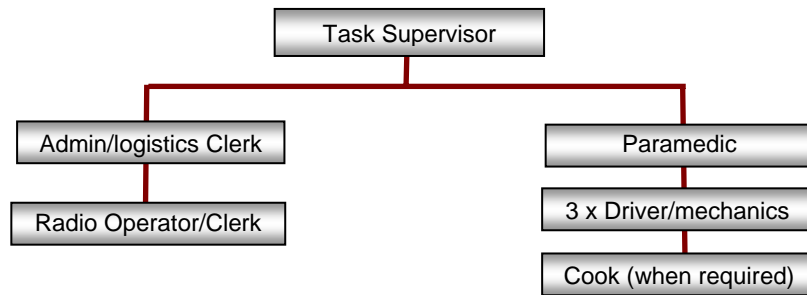 Task Supervisor
Admin/logistics Clerk
Paramedic
Radio Operator/Clerk
3 x Driver/mechanics
Cook (when required)